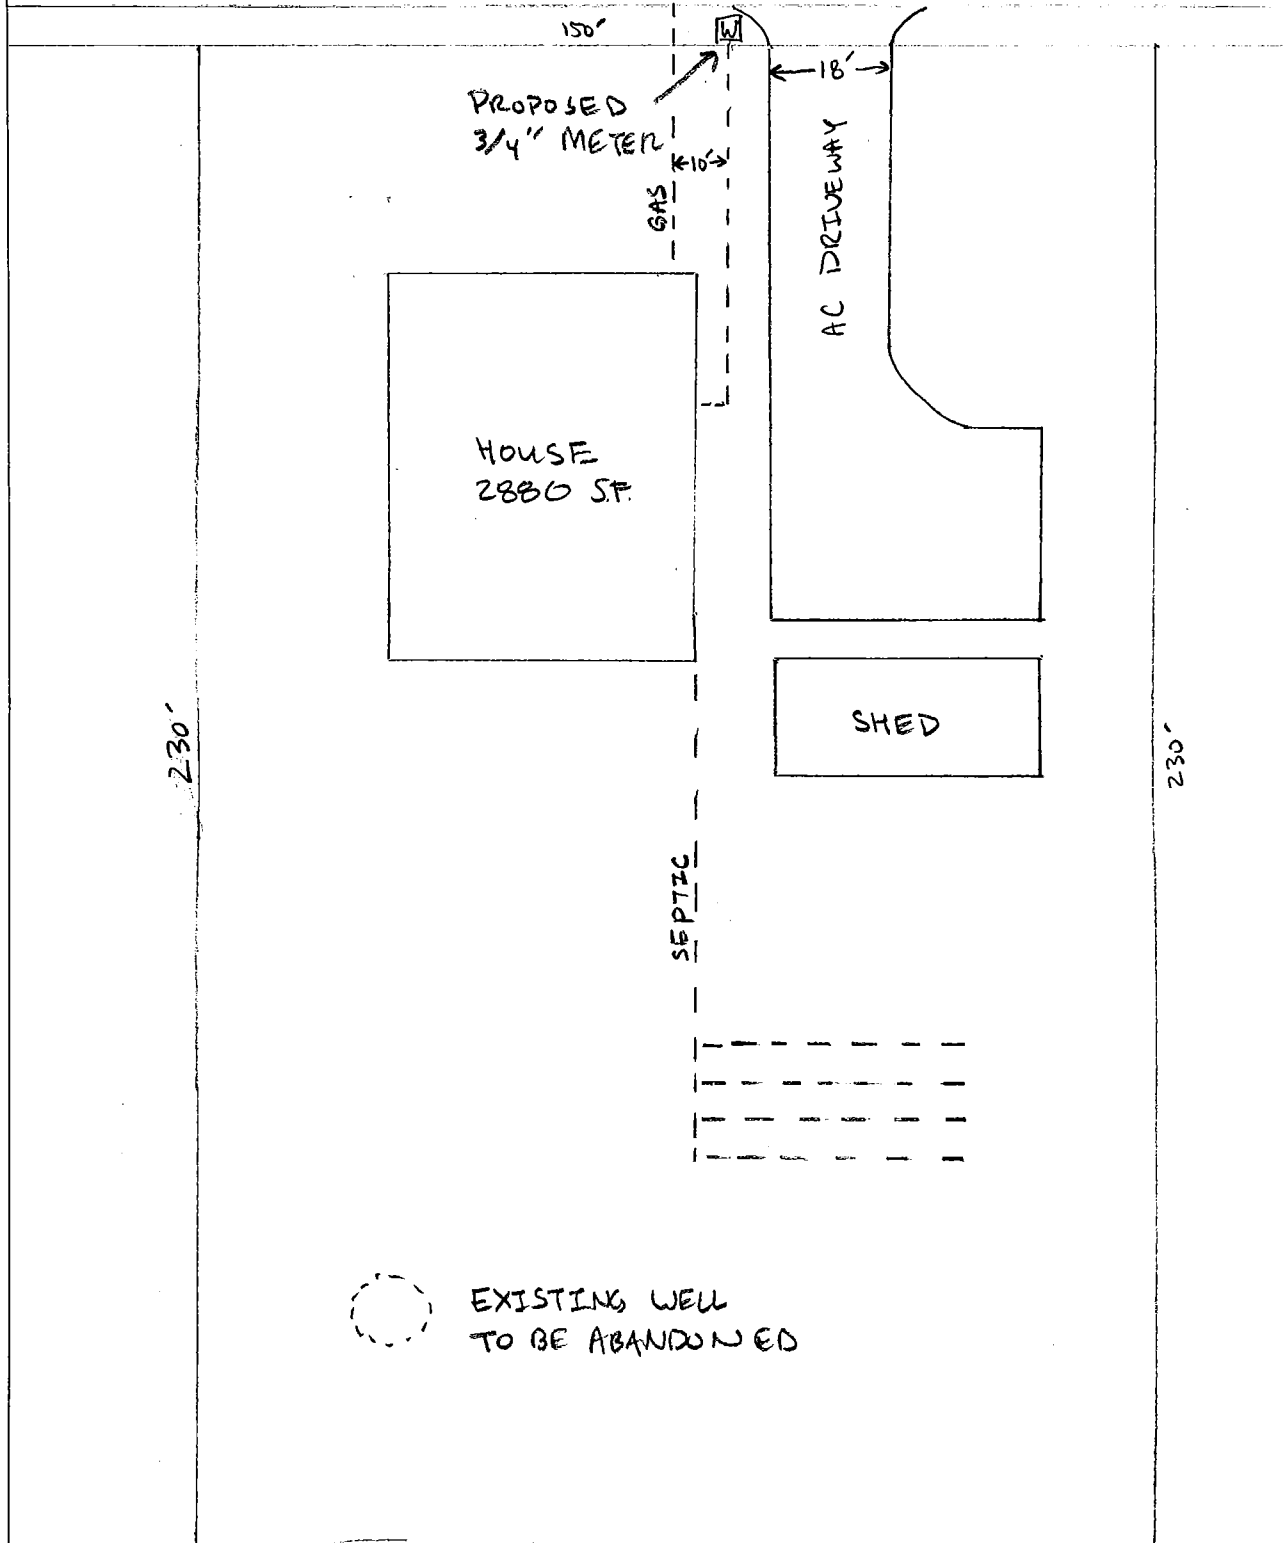 150'
W
18'
PROPOSED
3/4" METER
10'
GAS
AC DRIVEWAY
HOUSE
2880 S.F.
230'
SHED
230'
SEPTIC
EXISTING WELL
TO BE ABANDONED